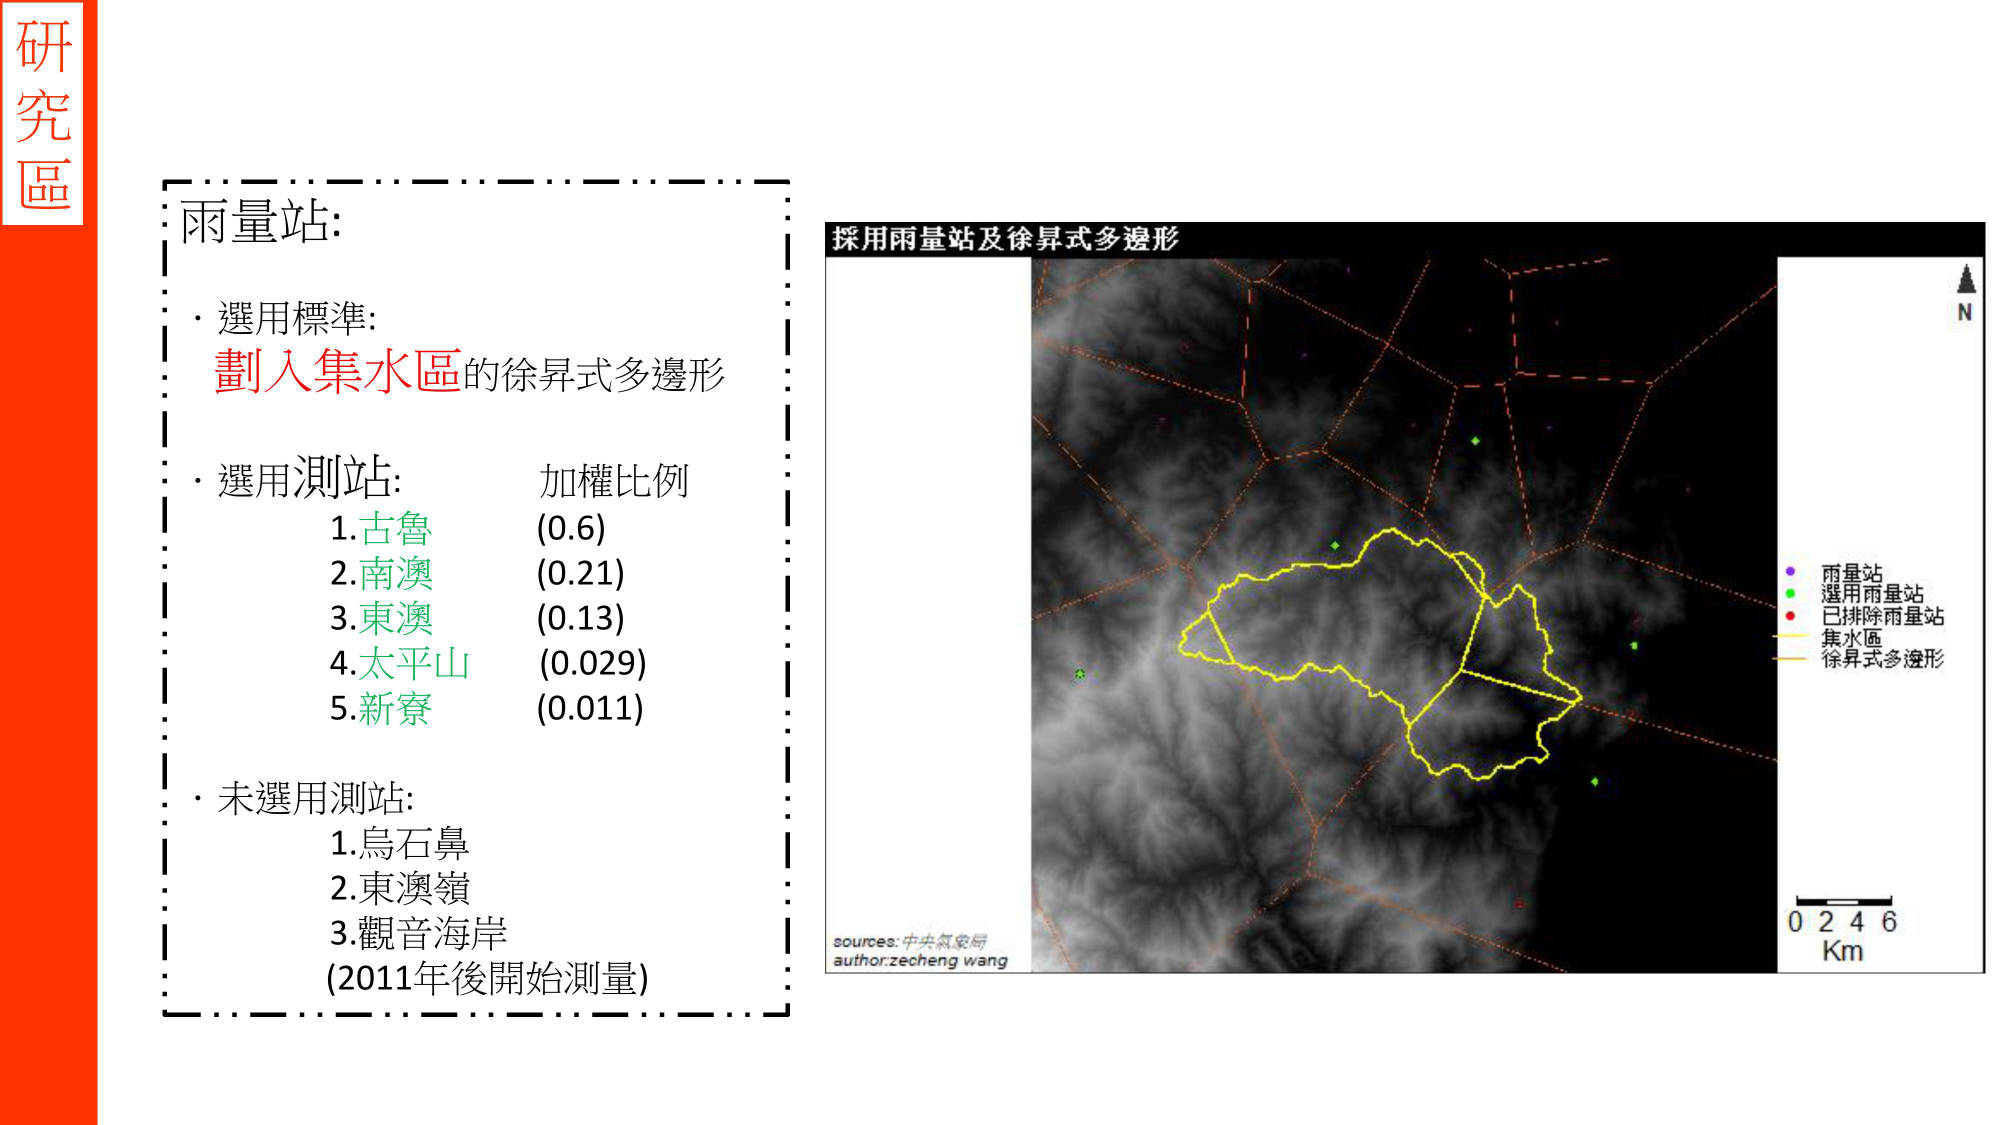 研究區
雨量站:
· 選用標準:
劃入集水區的徐昇式多邊形
· 選用測站: 加權比例
1.古魯 (0.6)
2.南澳 (0.21)
3.東澳 (0.13)
4.太平山 (0.029)
5.新寮 (0.011)
· 未選用測站:
1.烏石鼻
2.東澳嶺
3.觀音海岸
(2011年後開始測量)
採用雨量站及徐昇式多邊形
N
雨量站
選用雨量站
已排除雨量站
集水區
徐昇式多邊形
0 2 4 6
Km
sources:中央氣象局
author:zecheng wang